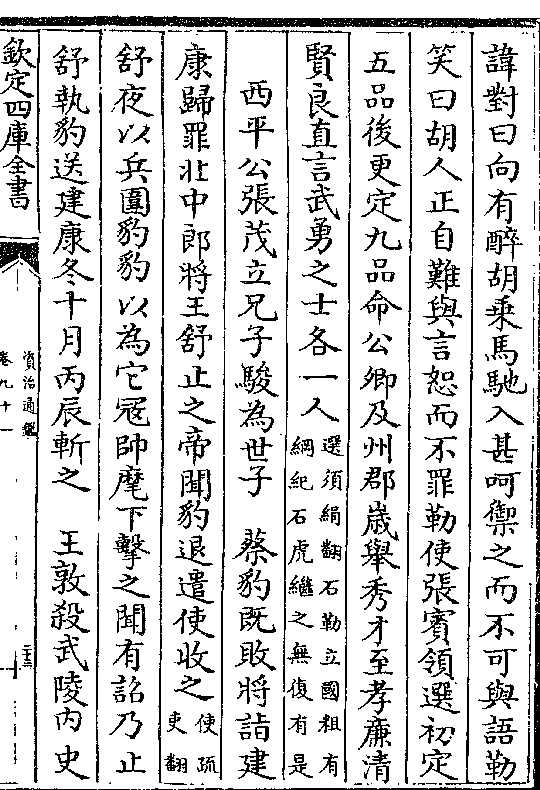 諱對曰向有醉胡乗馬馳入甚呵禦之而不可與語勒
笑曰胡人正自難與言恕而不罪勒使張賓領選初定
五品後更定九品命公卿及州郡嵗舉秀才至孝廉清
賢良直言武勇之士各一人選須絹翻石勒立國粗有綱紀石虎繼之無復有是
西平公張茂立兄子駿為世子 蔡豹既敗將詣建
康歸罪北中郎將王舒止之帝聞豹退遣使收之使疏吏翻
舒夜以兵圍豹豹以為它冦帥麾下擊之聞有詔乃止
舒執豹送建康冬十月丙辰斬之 王敦殺武陵内史
欽定四庫全書
資治通鑑
卷九十一
二十三